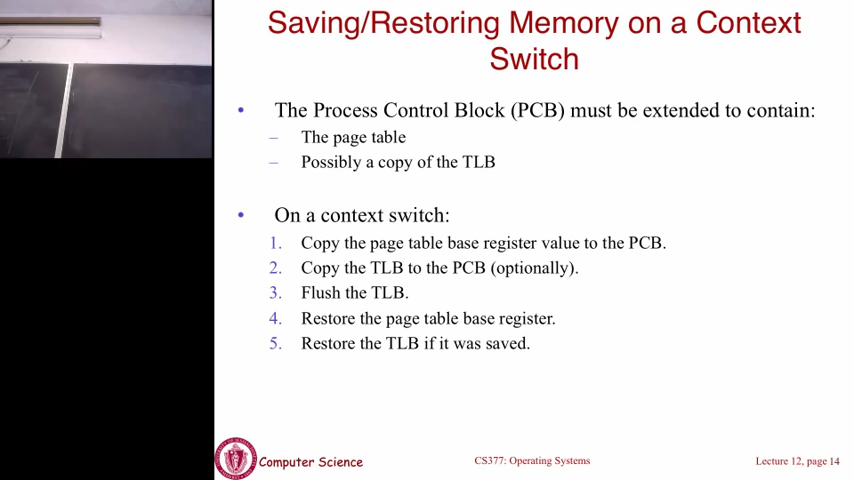 Saving/Restoring Memory on a Context
Switch
• The Process Control Block (PCB) must be extended to contain:
– The page table
– Possibly a copy of the TLB
• On a context switch:
1. Copy the page table base register value to the PCB.
2. Copy the TLB to the PCB (optionally).
3. Flush the TLB.
4. Restore the page table base register.
5. Restore the TLB if it was saved.
Computer Science
CS377: Operating Systems
Lecture 12, page 14